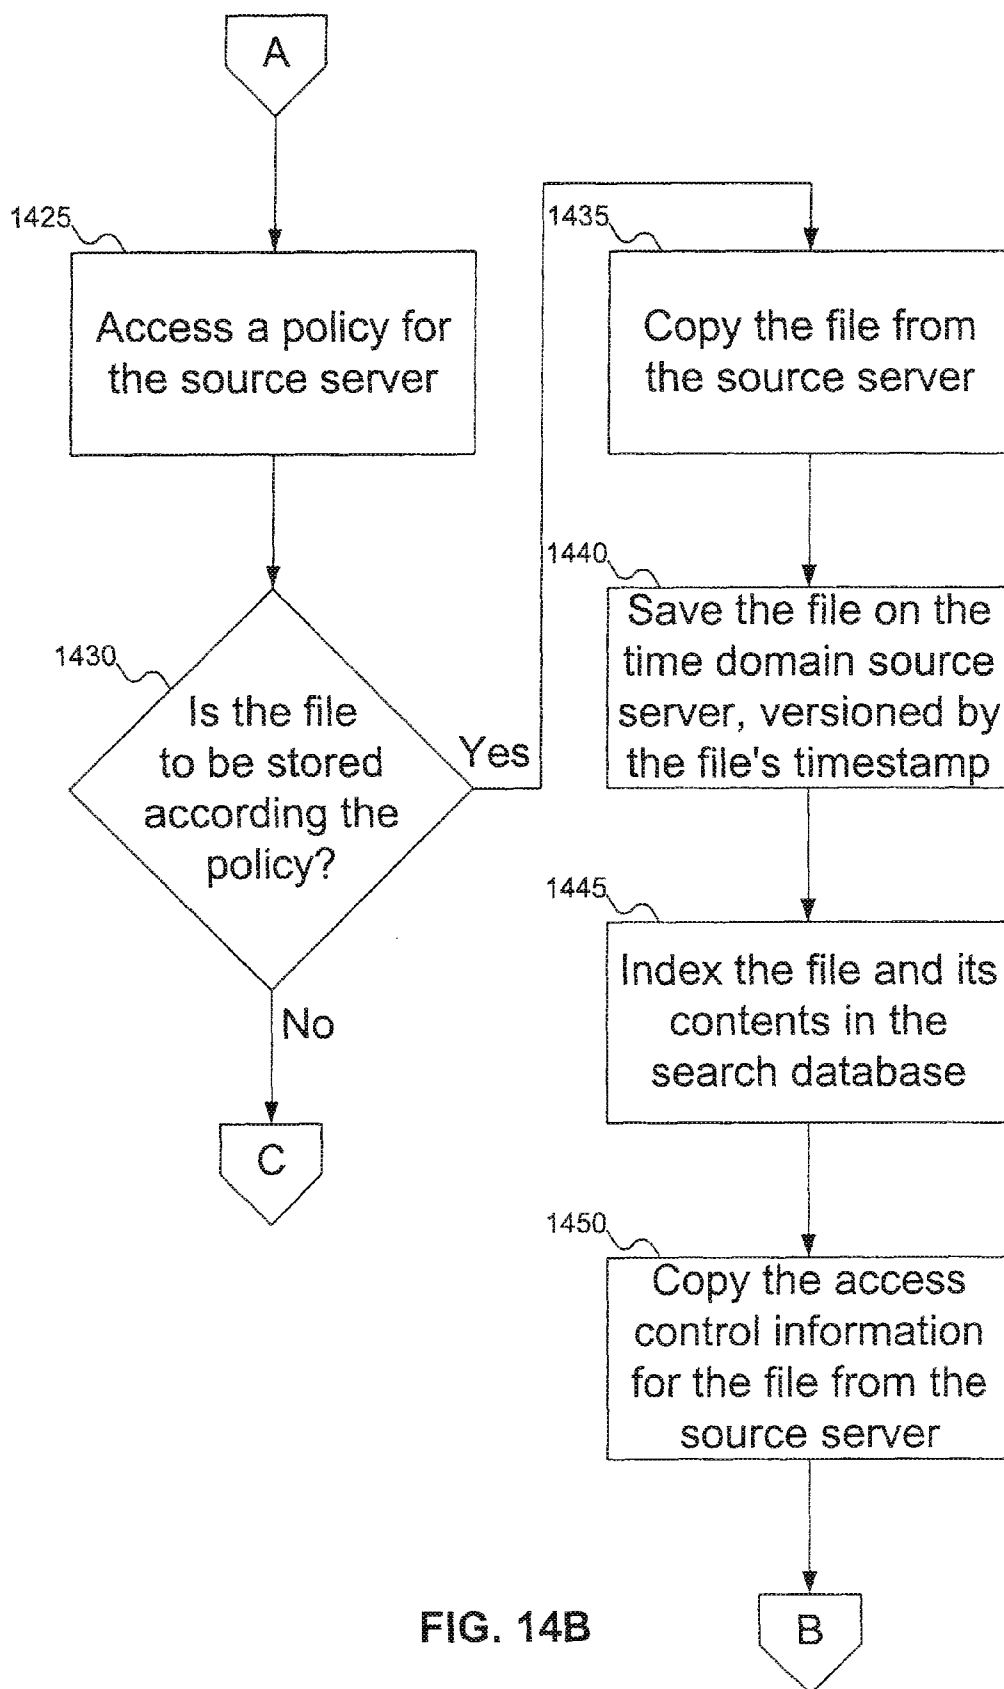 A
1425
Access a policy for
the source server
1430
Is the file
to be stored
according the
policy?
Yes
No
C
1435
Copy the file from
the source server
1440
Save the file on the
time domain source
server, versioned by
the file's timestamp
1445
Index the file and its
contents in the
search database
1450
Copy the access
control information
for the file from the
source server
B
FIG. 14B